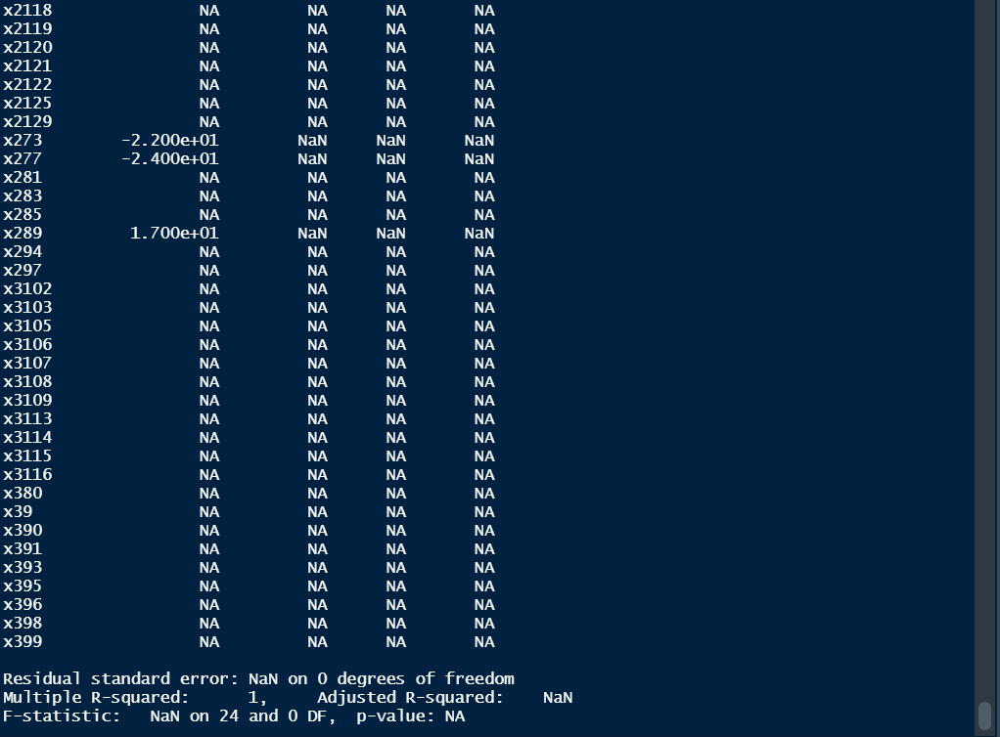 x2118 NA NA NA NA
x2119 NA NA NA NA
x2120 NA NA NA NA
x2121 NA NA NA NA
x2122 NA NA NA NA
x2125 NA NA NA NA
x2129 NA NA NA NA
x273 -2.200e+01 NaN NaN NaN
x277 -2.400e+01 NaN NaN NaN
x281 NA NA NA NA
x283 NA NA NA NA
x285 NA NA NA NA
x289 1.700e+01 NaN NaN NaN
x294 NA NA NA NA
x297 NA NA NA NA
x3102 NA NA NA NA
x3103 NA NA NA NA
x3105 NA NA NA NA
x3106 NA NA NA NA
x3107 NA NA NA NA
x3108 NA NA NA NA
x3109 NA NA NA NA
x3113 NA NA NA NA
x3114 NA NA NA NA
x3115 NA NA NA NA
x3116 NA NA NA NA
x380 NA NA NA NA
x39 NA NA NA NA
x390 NA NA NA NA
x391 NA NA NA NA
x393 NA NA NA NA
x395 NA NA NA NA
x396 NA NA NA NA
x398 NA NA NA NA
x399 NA NA NA NA
Residual standard error: NaN on 0 degrees of freedom
Multiple R-squared: 1, Adjusted R-squared: NaN
F-statistic: NaN on 24 and 0 DF, p-value: NA